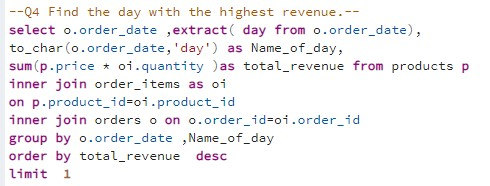 --Q4 Find the day with the highest revenue.--
select o.order_date ,extract( day from o.order_date),
to_char(o.order_date,'day') as Name_of_day,
sum(p.price * oi.quantity )as total_revenue from products p
inner join order_items as oi
on p.product_id=oi.product_id
inner join orders o on o.order_id=oi.order_id
group by o.order_date ,Name_of_day
order by total_revenue  desc
limit  1